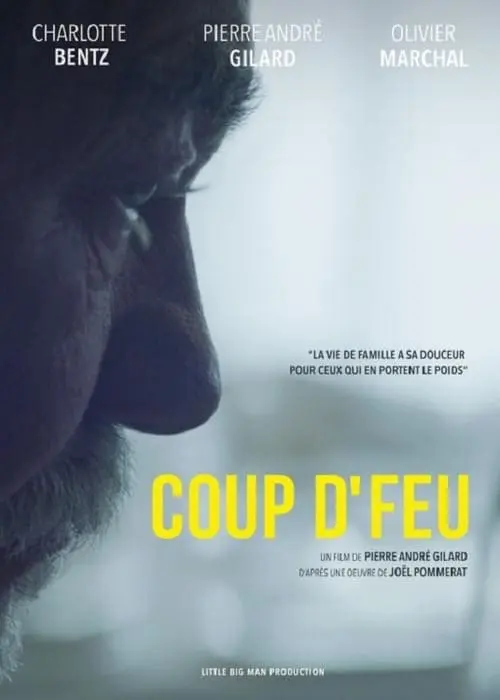 CHARLOTTE PIERRE ANDRÉ OLIVIER
BENTZ GILARD MARCHAL
"LA VIE DE FAMILLE A SA DOUCEUR
POUR CEUX QUI EN PORTENT LE POIDS"
COUP D'FEU
UN FILM DE PIERRE ANDRÉ GILARD
D'APRÈS UNE OEUVRE DE JOËL POMMERAT
LITTLE BIG MAN PRODUCTION